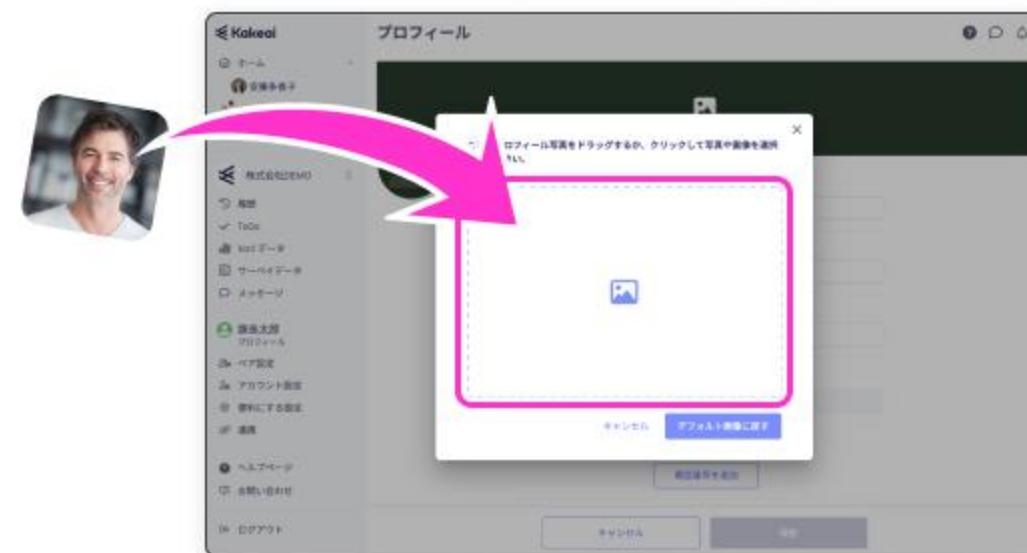 Kakeai
プロフィール
ホーム
株式会社DEMO
履歴
ToDo
1on1 データ
サーベイデータ
メッセージ
プロフィール
ペア設定
アカウント設定
便利にする設定
連携
ヘルプページ
お問い合わせ
ログアウト
ロフィール写真をドラッグするか、クリックして写真や画像を選択
さい。
キャンセル
デフォルト画像に戻す
キャンセル